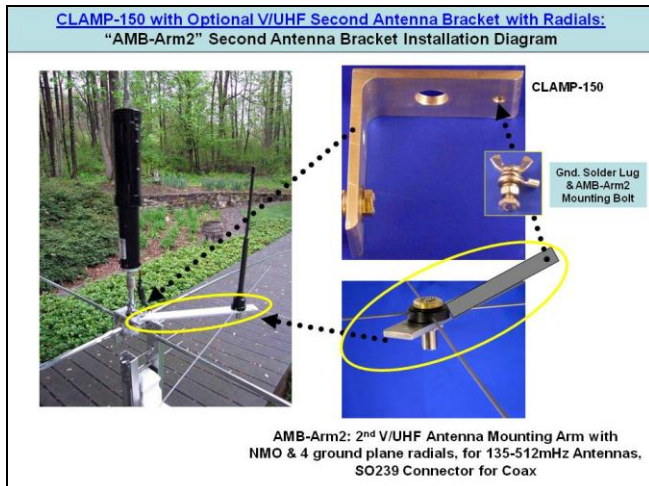 CLAMP-150 with Optional V/UHF Second Antenna Bracket with Radials:
"AMB-Arm2" Second Antenna Bracket Installation Diagram
CLAMP-150
Gnd. Solder Lug
& AMB-Arm2
Mounting Bolt
AMB-Arm2: 2nd V/UHF Antenna Mounting Arm with
NMO & 4 ground plane radials, for 135-512mHz Antennas,
SO239 Connector for Coax